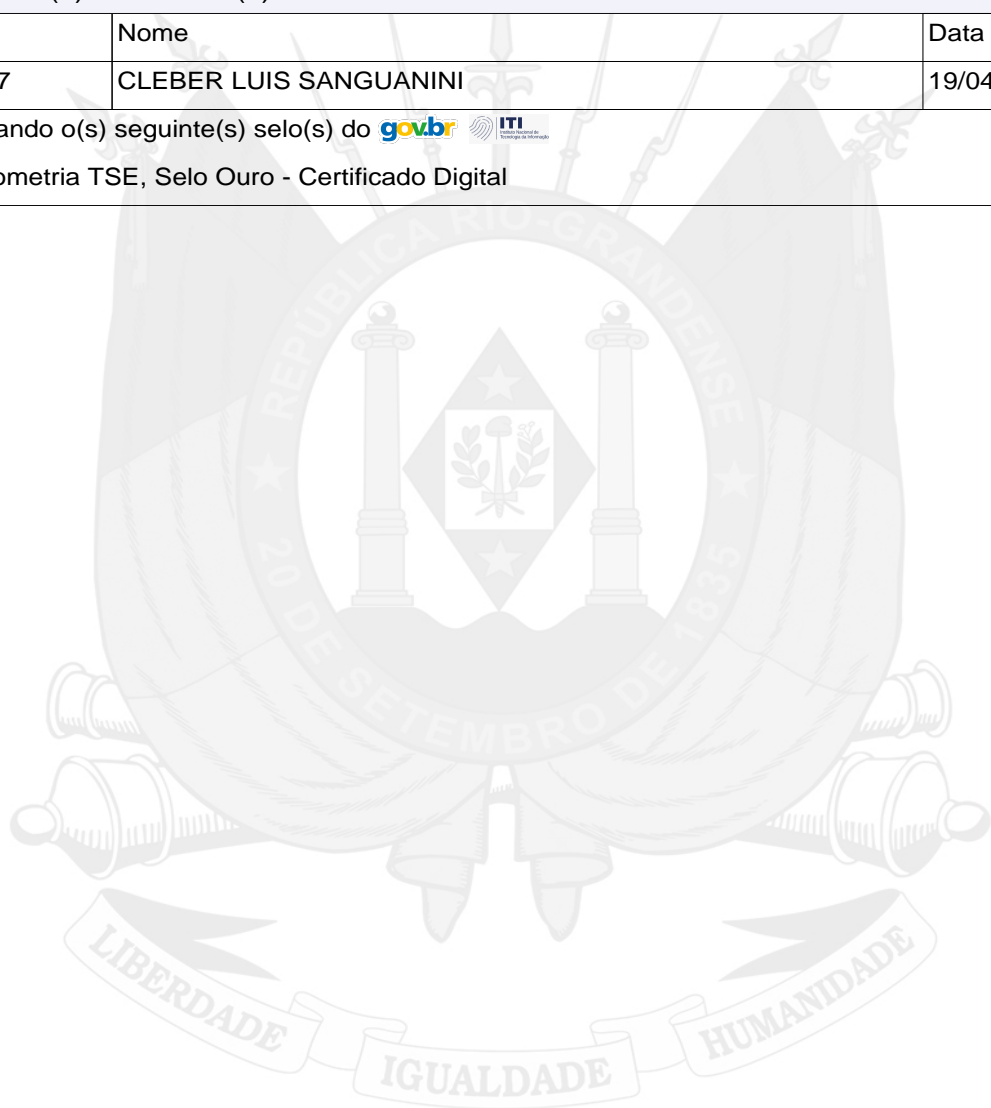 Nome Data
7 CLEBER LUIS SANGUANINI 19/04
ando o(s) seguinte(s) selo(s) do gov.br ITI
ometria TSE, Selo Ouro - Certificado Digital
REPÚBLICA RIO-GRANDENSE
20 DE SETEMBRO DE 1835
LIBERDADE IGUALDADE HUMANIDADE